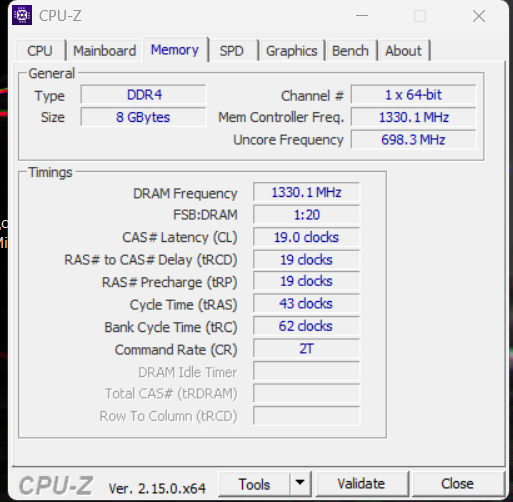 CPU-Z
CPU Mainboard Memory SPD Graphics Bench About
General
Type DDR4 Channel # 1 x 64-bit
Size 8 GBytes Mem Controller Freq. 1330.1 MHz
Uncore Frequency 698.3 MHz
Timings
DRAM Frequency 1330.1 MHz
FSB:DRAM 1:20
CAS# Latency (CL) 19.0 clocks
RAS# to CAS# Delay (tRCD) 19 clocks
RAS# Precharge (tRP) 19 clocks
Cycle Time (tRAS) 43 clocks
Bank Cycle Time (tRC) 62 clocks
Command Rate (CR) 2T
DRAM Idle Timer
Total CAS# (tRDRAM)
Row To Column (tRCD)
CPU-Z Ver. 2.15.0.x64 Tools Validate Close